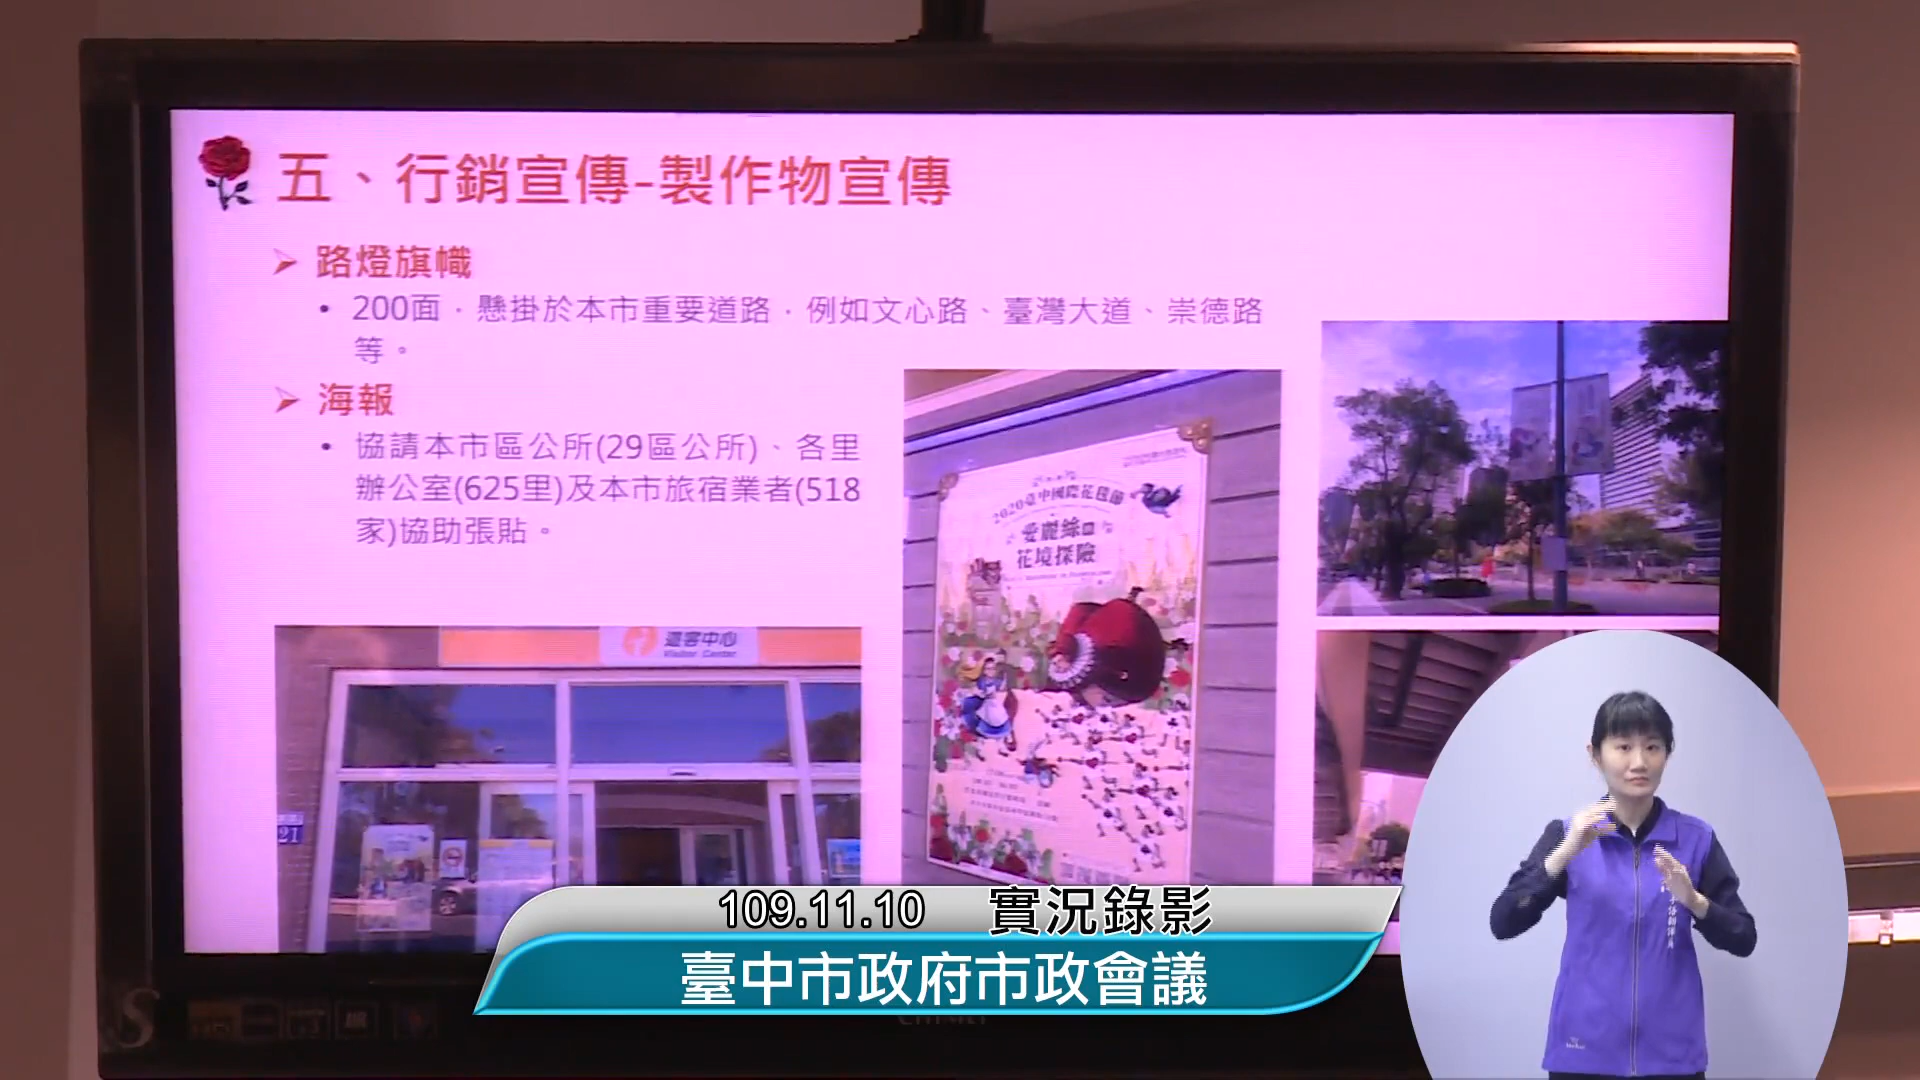 五、行銷宣傳-製作物宣傳
➢ 路燈旗幟
• 200面，懸掛於本市重要道路，例如文心路、臺灣大道、崇德路
等。
➢ 海報
• 協請本市區公所(29區公所)、各里
辦公室(625里)及本市旅宿業者(518
家)協助張貼。
2020臺中國際花毯節
愛麗絲的
花境探險
遊客中心
Visitor Center
21
109.11.10 實況錄影
臺中市政府市政會議